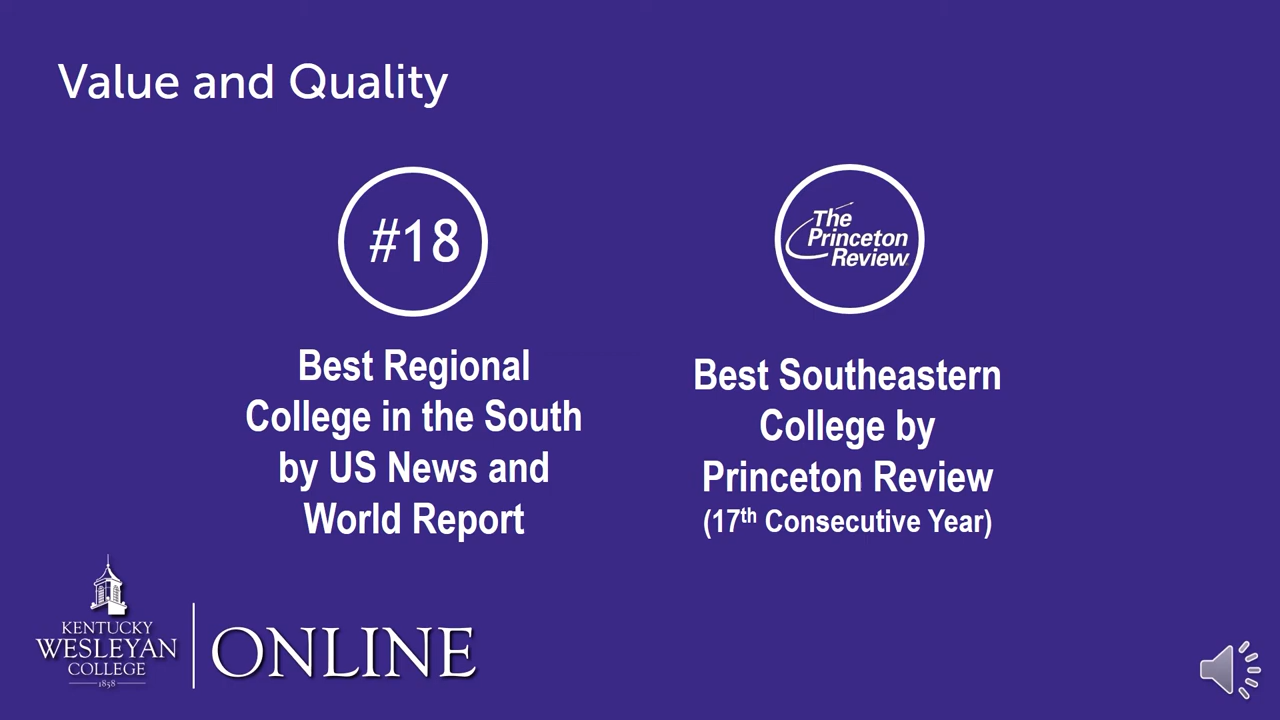 Value and Quality
#18
Best Regional
College in the South
by US News and
World Report
The
Princeton
Review
Best Southeastern
College by
Princeton Review
(17th Consecutive Year)
KENTUCKY
WESLEYAN
COLLEGE
1858
ONLINE